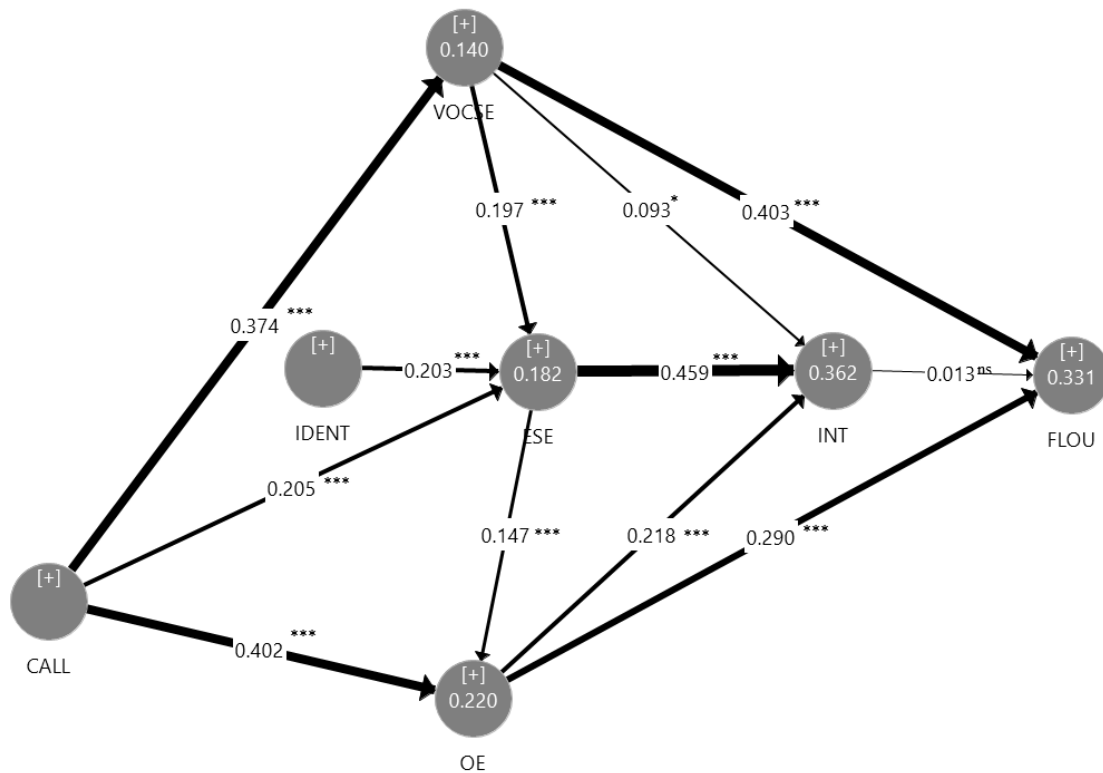 [+]
0.140
VOCSE
0.197 ***
0.093 *
0.403 ***
0.374 ***
[+]
IDENT
0.203 ***
[+]
0.182
ESE
0.459 ***
[+]
0.362
INT
0.013 ns
[+]
0.331
FLOU
0.205 ***
0.147 ***
0.218 ***
0.290 ***
[+]
CALL
0.402 ***
[+]
0.220
OE